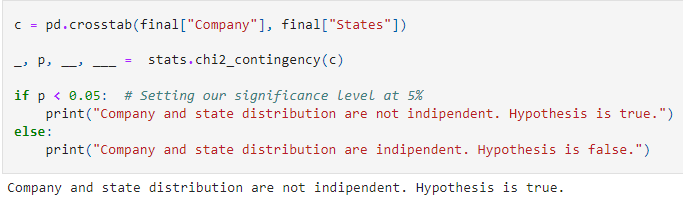 c = pd.crosstab(final["Company"], final["States"])
_, p, __, ___ =  stats.chi2_contingency(c)
if p < 0.05:  # Setting our significance level at 5%
    print("Company and state distribution are not indipendent. Hypothesis is true.")
else:
    print("Company and state distribution are indipendent. Hypothesis is false.")
Company and state distribution are not indipendent. Hypothesis is true.